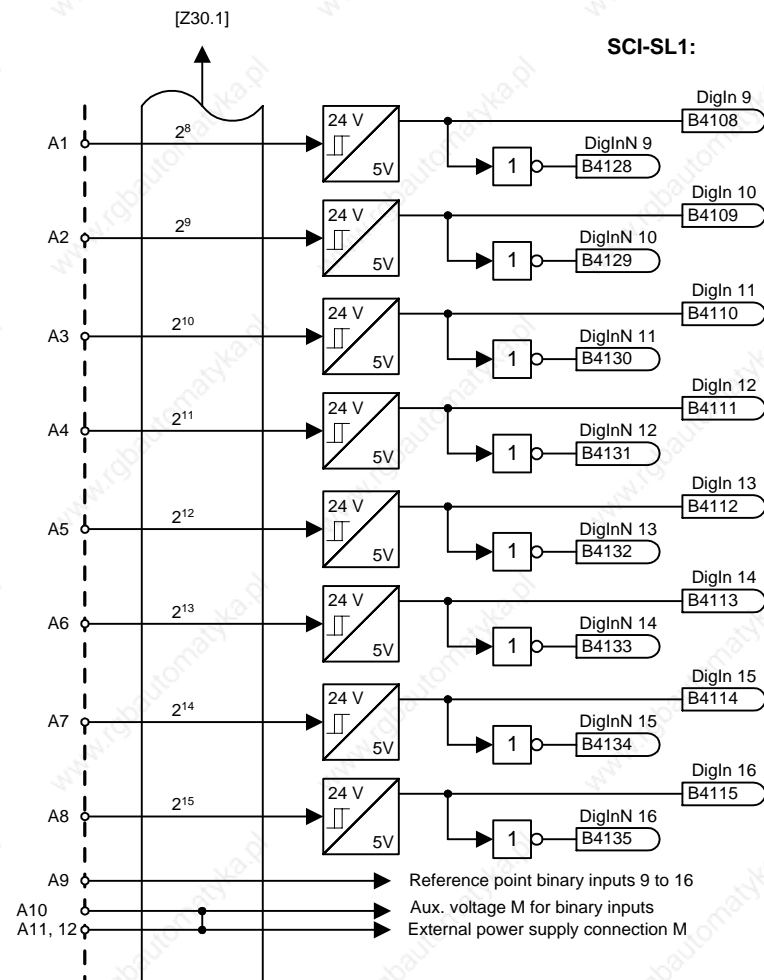 [Z30.1]
SCI-SL1:
A1
2⁸
24 V
5V
DigIn 9
B4108
DigInN 9
1
B4128
A2
2⁹
24 V
5V
DigIn 10
B4109
DigInN 10
1
B4129
A3
2¹⁰
24 V
5V
DigIn 11
B4110
DigInN 11
1
B4130
A4
2¹¹
24 V
5V
DigIn 12
B4111
DigInN 12
1
B4131
A5
2¹²
24 V
5V
DigIn 13
B4112
DigInN 13
1
B4132
A6
2¹³
24 V
5V
DigIn 14
B4113
DigInN 14
1
B4133
A7
2¹⁴
24 V
5V
DigIn 15
B4114
DigInN 15
1
B4134
A8
2¹⁵
24 V
5V
DigIn 16
B4115
DigInN 16
1
B4135
A9 Reference point binary inputs 9 to 16
A10 Aux. voltage M for binary inputs
A11, 12 External power supply connection M
www.rgbautomatyka.pl